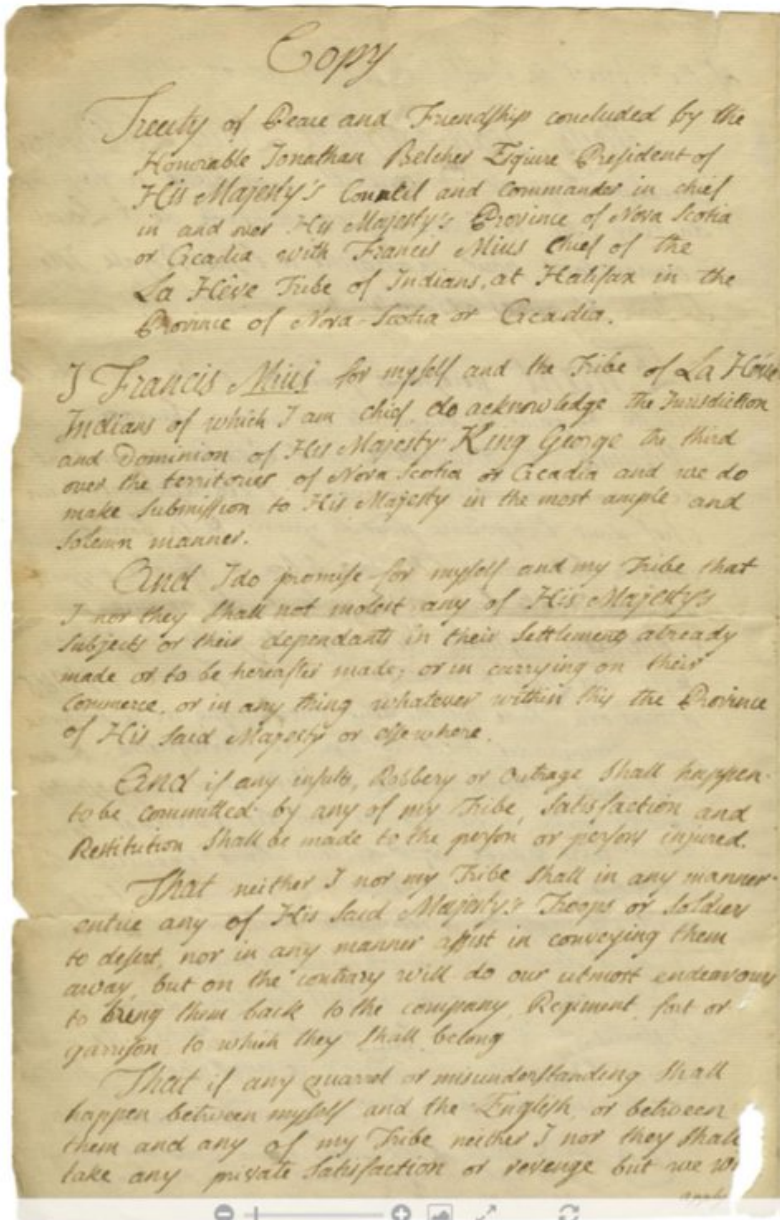 Copy
Treaty of Peace and Friendship concluded by the
Honorable Jonathan Belcher Esqiure President of
His Majesty's Council and commander in chief
in and over His Majesty's Province of Nova Scotia
or Accadia with Francis Mius Chief of the
La Héve Tribe of Indians, at Halifax in the
Province of Nova-Scotia or Accadia.
I Francis Mius for myself and the Tribe of La Héve
Indians of which I am chief, do acknowledge the Jurisdiction
and Dominion of His Majesty King George the third
over the territories of Nova Scotia or Accadia and we do
make Submission to His Majesty in the most ample and
Solemn manner.
And I do promise for myself and my Tribe that
I nor they Shall not molest any of His Majesty's
Subjects or their dependants in their Settlements already
made or to be hereafter made, or in carrying on their
Commerce, or in any thing whatever within this the Province
of His Said Majesty or elsewhere.
And if any insults, Robbery or Outrage Shall happen
to be committed by any of my Tribe, Satisfaction and
Restitution Shall be made to the person or persons injured.
That neither I nor my Tribe Shall in any manner
entice any of His Said Majesty's Troops or Soldiers
to desert, nor in any manner assist in conveying them
away, but on the contrary will do our utmost endeavours
to bring them back to the company, Regiment, fort or
garrison to which they Shall belong
That if any quarrel or misunderstanding Shall
happen between myself and the English, or between
them and any of my Tribe neither I nor they Shall
take any private Satisfaction or revenge but we
apply